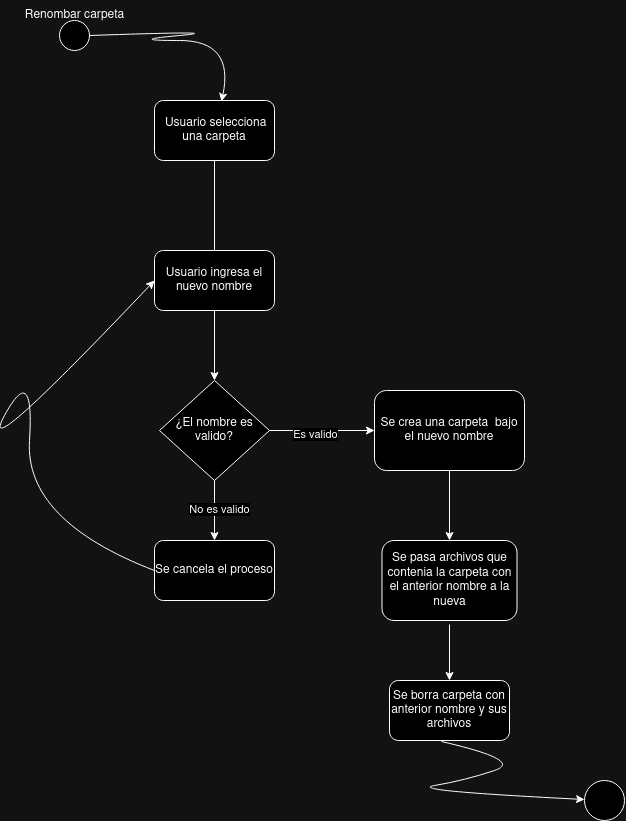 Renombar carpeta
Usuario selecciona
una carpeta
Usuario ingresa el
nuevo nombre
¿El nombre es
valido?
Es valido
Se crea una carpeta bajo
el nuevo nombre
No es valido
Se cancela el proceso
Se pasa archivos que
contenia la carpeta con
el anterior nombre a la
nueva
Se borra carpeta con
anterior nombre y sus
archivos